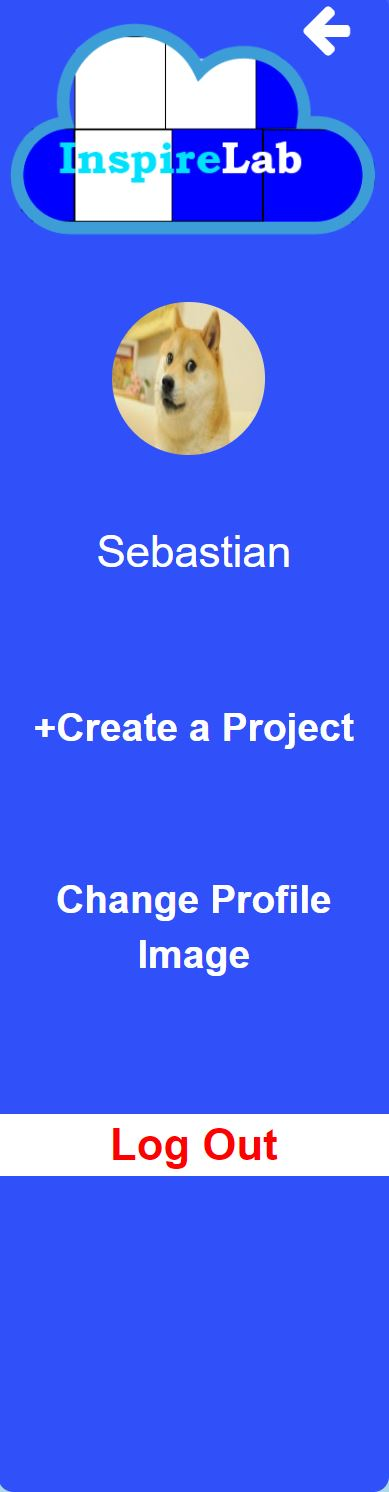 InspireLab
Sebastian
+Create a Project
Change Profile
Image
Log Out